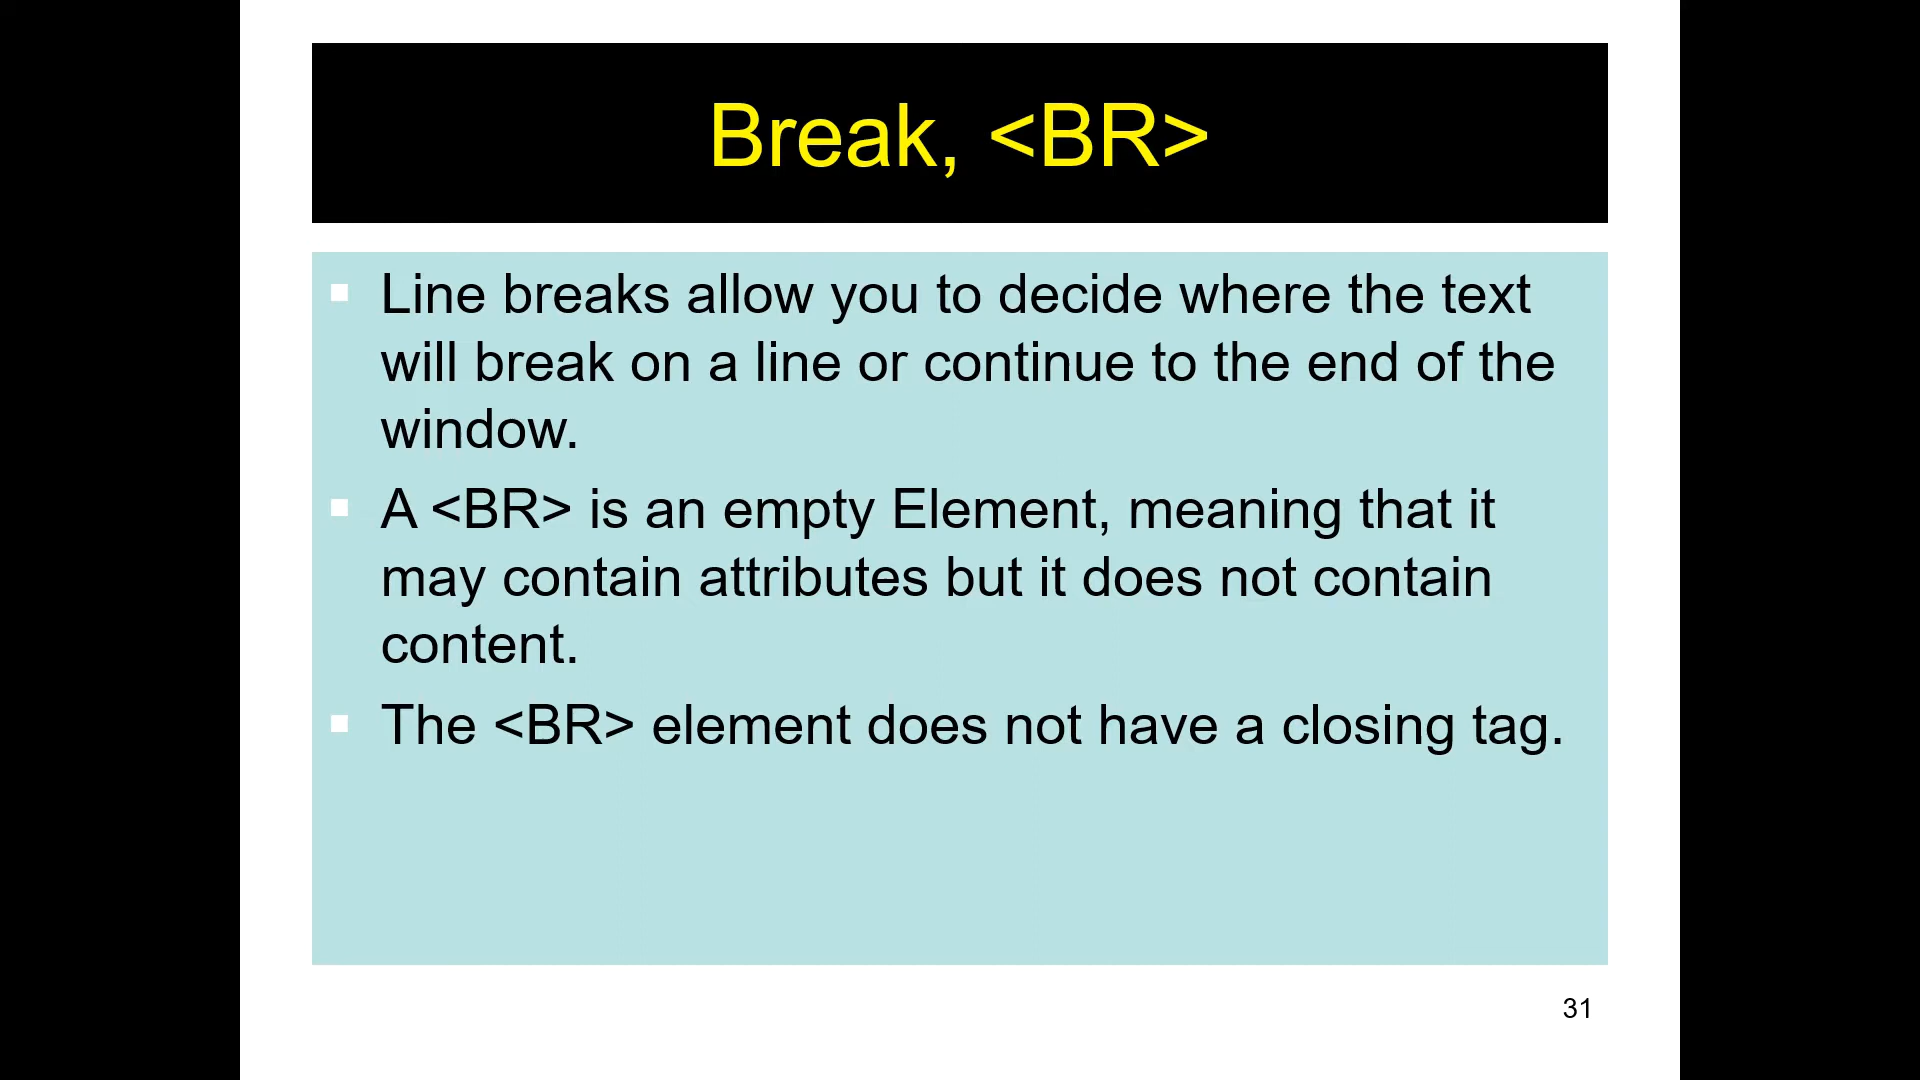 Break, <BR>
Line breaks allow you to decide where the text
will break on a line or continue to the end of the
window.
A <BR> is an empty Element, meaning that it
may contain attributes but it does not contain
content.
The <BR> element does not have a closing tag.
31